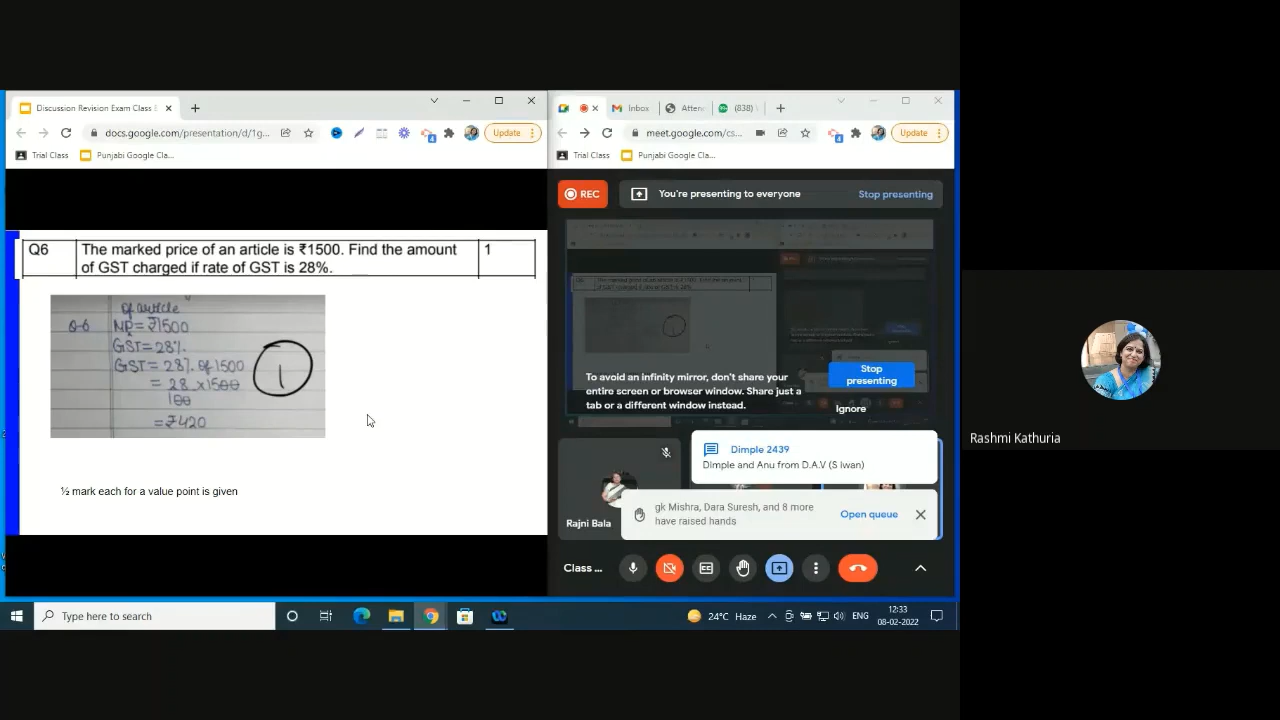 Discussion Revision Exam Class
docs.google.com/presentation/d/1g...
Update
Trial Class
Punjabi Google Cla...
Q6
The marked price of an article is ₹1500. Find the amount
of GST charged if rate of GST is 28%.
1
of article
Q-6
MP = ₹1500
GST = 28%.
GST = 28% of 1500
= 28 × 1500
100
= ₹420
1
½ mark each for a value point is given
Inbox
Atten
(838)
meet.google.com/cs...
Update
Trial Class
Punjabi Google Cla...
REC
You're presenting to everyone
Stop presenting
To avoid an infinity mirror, don't share your
entire screen or browser window. Share just a
tab or a different window instead.
Stop
presenting
Ignore
Dimple 2439
Dimple and Anu from D.A.V (S lwan)
Rajni Bala
gk Mishra, Dara Suresh, and 8 more
have raised hands
Open queue
Class ...
Type here to search
24°C Haze
ENG
12:33
08-02-2022
Rashmi Kathuria